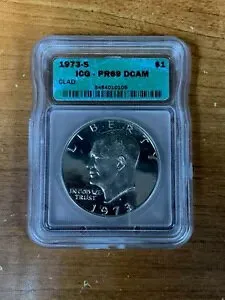 1973-S $1
ICG - PR69 DCAM
CLAD
LIBERTY
IN GOD WE
TRUST
1973